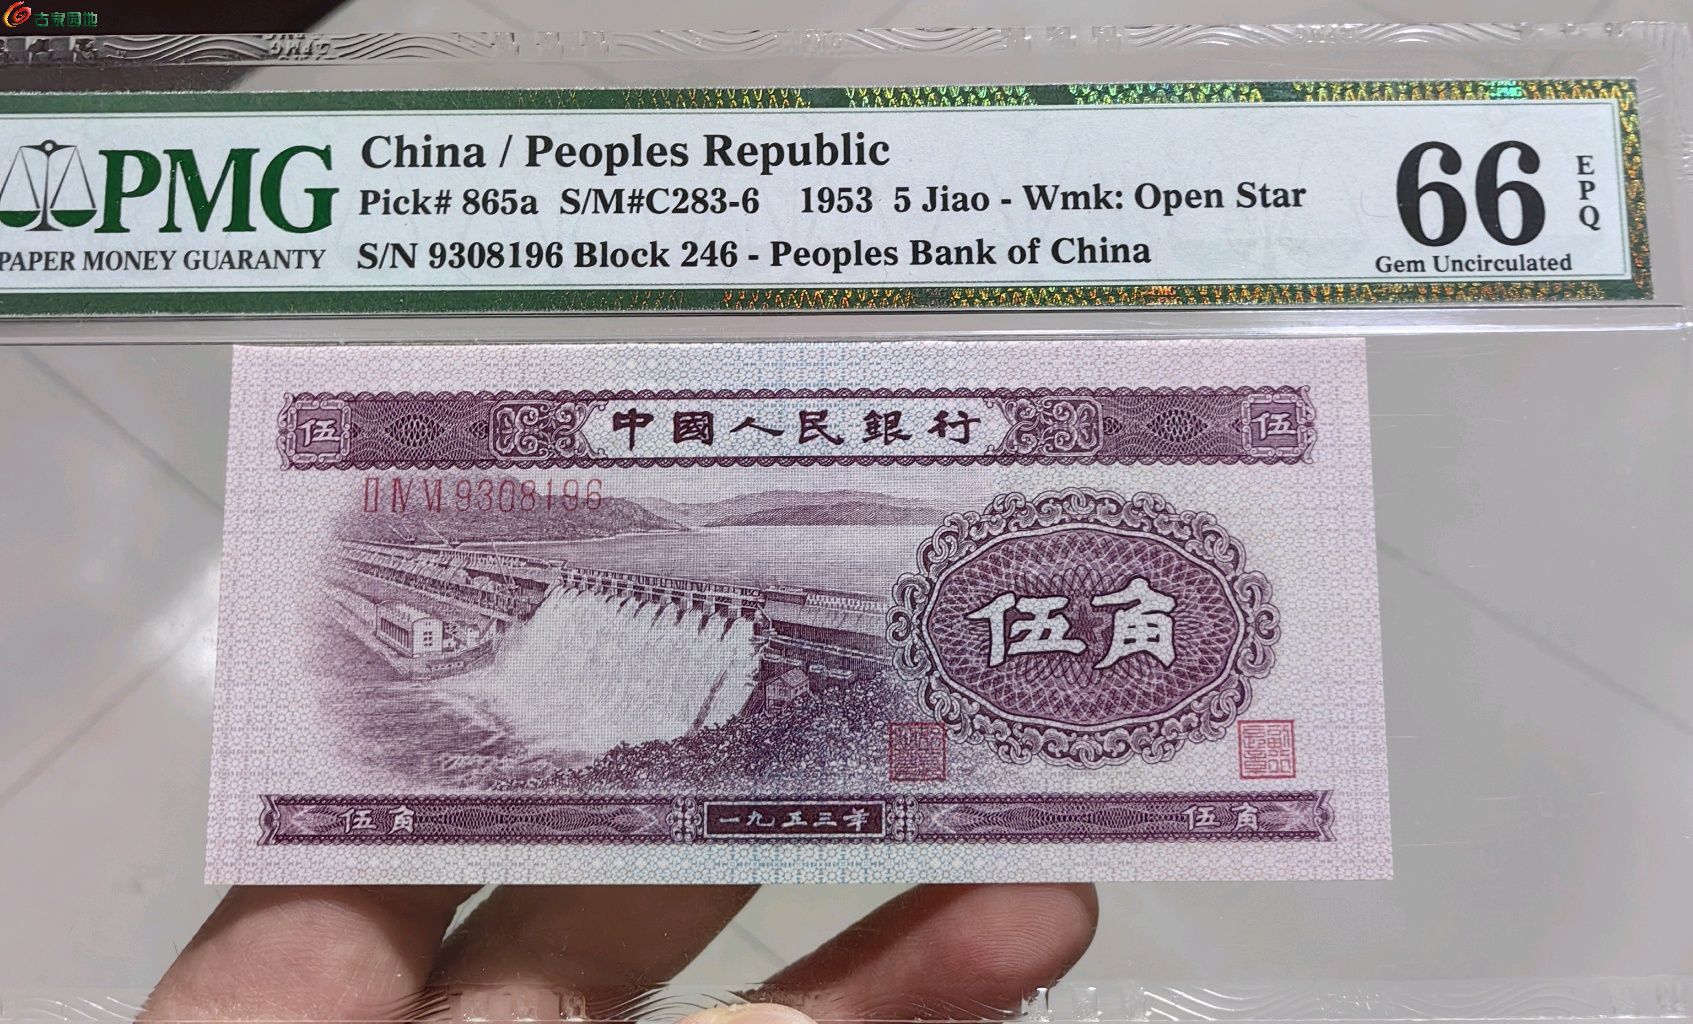 古泉园地
PMG
PAPER MONEY GUARANTY
China / Peoples Republic
Pick# 865a S/M#C283-6 1953 5 Jiao - Wmk: Open Star
S/N 9308196 Block 246 - Peoples Bank of China
66
EPQ
Gem Uncirculated
伍 中國人民銀行 伍
II IV VI 9308196
伍角
伍角 一九五三年 伍角